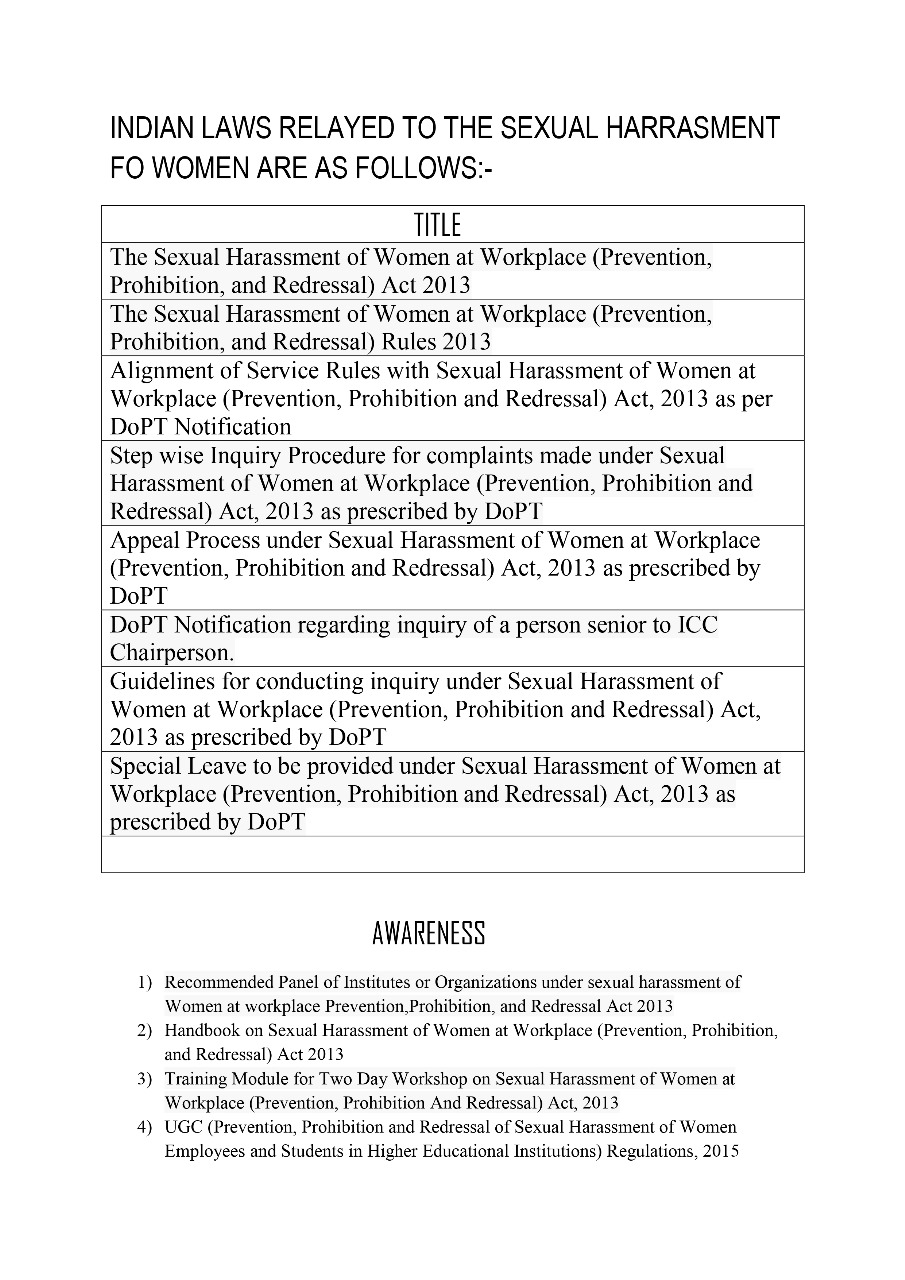 INDIAN LAWS RELAYED TO THE SEXUAL HARRASMENT
FO WOMEN ARE AS FOLLOWS:-
TITLE
The Sexual Harassment of Women at Workplace (Prevention,
Prohibition, and Redressal) Act 2013
The Sexual Harassment of Women at Workplace (Prevention,
Prohibition, and Redressal) Rules 2013
Alignment of Service Rules with Sexual Harassment of Women at
Workplace (Prevention, Prohibition and Redressal) Act, 2013 as per
DoPT Notification
Step wise Inquiry Procedure for complaints made under Sexual
Harassment of Women at Workplace (Prevention, Prohibition and
Redressal) Act, 2013 as prescribed by DoPT
Appeal Process under Sexual Harassment of Women at Workplace
(Prevention, Prohibition and Redressal) Act, 2013 as prescribed by
DoPT
DoPT Notification regarding inquiry of a person senior to ICC
Chairperson.
Guidelines for conducting inquiry under Sexual Harassment of
Women at Workplace (Prevention, Prohibition and Redressal) Act,
2013 as prescribed by DoPT
Special Leave to be provided under Sexual Harassment of Women at
Workplace (Prevention, Prohibition and Redressal) Act, 2013 as
prescribed by DoPT
AWARENESS
1) Recommended Panel of Institutes or Organizations under sexual harassment of
Women at workplace Prevention,Prohibition, and Redressal Act 2013
2) Handbook on Sexual Harassment of Women at Workplace (Prevention, Prohibition,
and Redressal) Act 2013
3) Training Module for Two Day Workshop on Sexual Harassment of Women at
Workplace (Prevention, Prohibition And Redressal) Act, 2013
4) UGC (Prevention, Prohibition and Redressal of Sexual Harassment of Women
Employees and Students in Higher Educational Institutions) Regulations, 2015